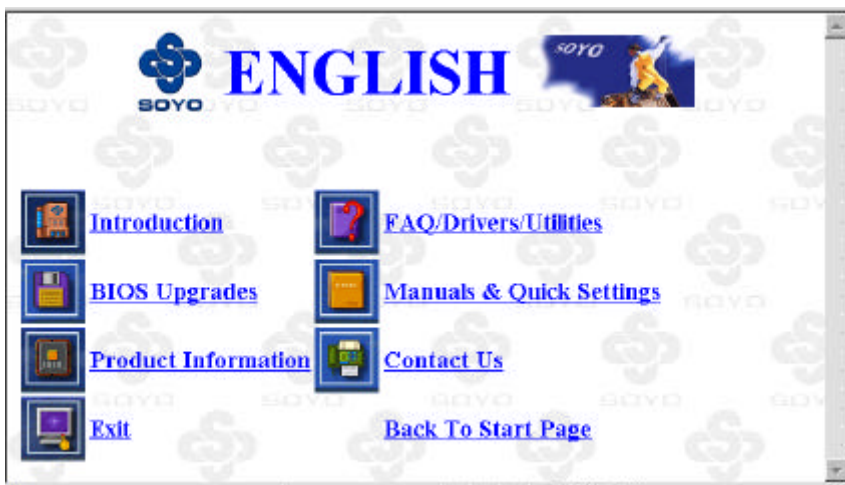 SOYO
ENGLISH
SOYO
Introduction
FAQ/Drivers/Utilities
BIOS Upgrades
Manuals & Quick Settings
Product Information
Contact Us
Exit
Back To Start Page